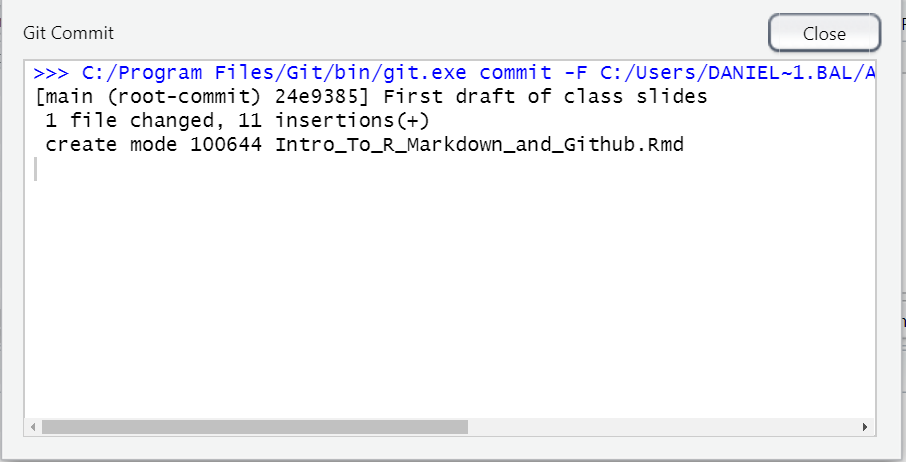 Git Commit
Close
>>> C:/Program Files/Git/bin/git.exe commit -F C:/Users/DANIEL~1.BAL/A
[main (root-commit) 24e9385] First draft of class slides
 1 file changed, 11 insertions(+)
 create mode 100644 Intro_To_R_Markdown_and_Github.Rmd